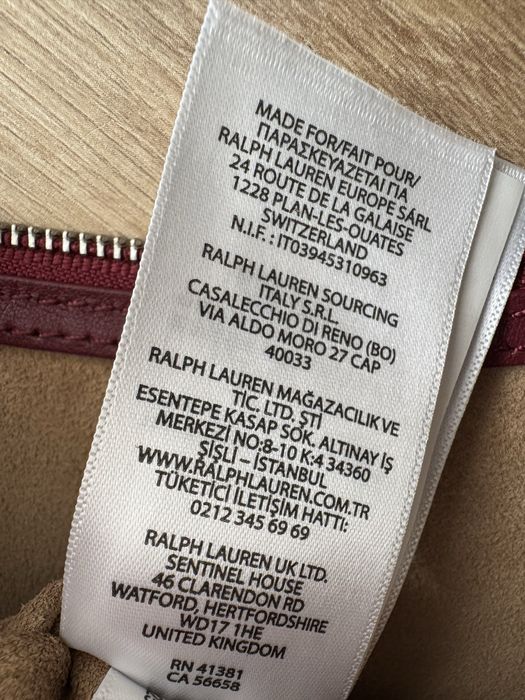 MADE FOR/FAIT POUR/
ΠΑΡΑΣΚΕΥΑΖΕΤΑΙ ΓΙΑ
RALPH LAUREN EUROPE SÀRL
24 ROUTE DE LA GALAISE
1228 PLAN-LES-OUATES
SWITZERLAND
N.I.F.: IT03945310963
RALPH LAUREN SOURCING
ITALY S.R.L.
CASALECCHIO DI RENO (BO)
VIA ALDO MORO 27 CAP
40033
RALPH LAUREN MAĞAZACILIK VE
TİC. LTD. ŞTİ
ESENTEPE KASAP SOK. ALTINAY İŞ
MERKEZİ NO:8-10 K:4 34360
ŞİŞLİ – İSTANBUL
WWW.RALPHLAUREN.COM.TR
TÜKETİCİ İLETİŞİM HATTI:
0212 345 69 69
RALPH LAUREN UK LTD.
SENTINEL HOUSE
46 CLARENDON RD
WATFORD, HERTFORDSHIRE
WD17 1HE
UNITED KINGDOM
RN 41381
CA 56658